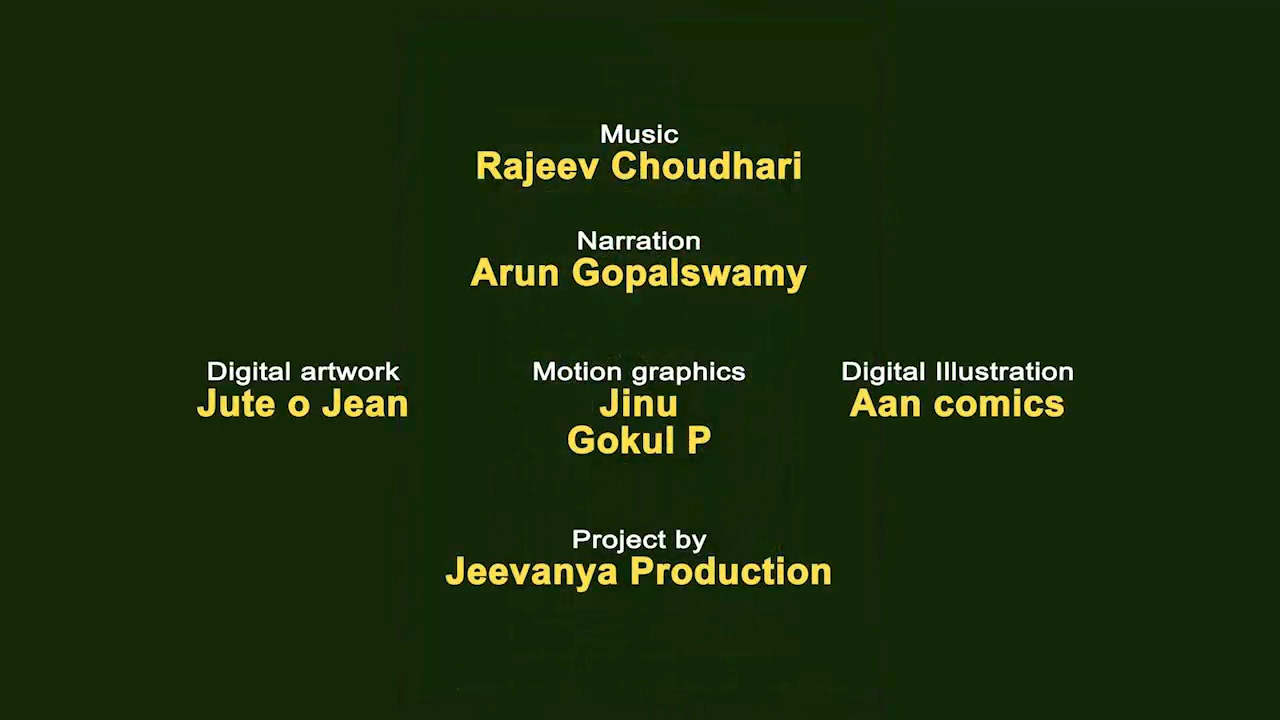 Music
Rajeev Choudhari
Narration
Arun Gopalswamy
Digital artwork
Jute o Jean
Motion graphics
Jinu
Gokul P
Digital Illustration
Aan comics
Project by
Jeevanya Production